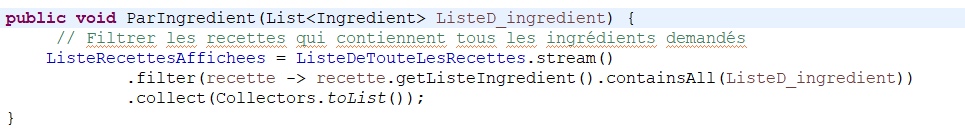 public void ParIngredient(List<Ingredient> ListeD_ingredient) {
// Filtrer les recettes qui contiennent tous les ingrédients demandés
ListeRecettesAffichees = ListeDeTouteLesRecettes.stream()
.filter(recette -> recette.getListeIngredient().containsAll(ListeD_ingredient))
.collect(Collectors.toList());
}